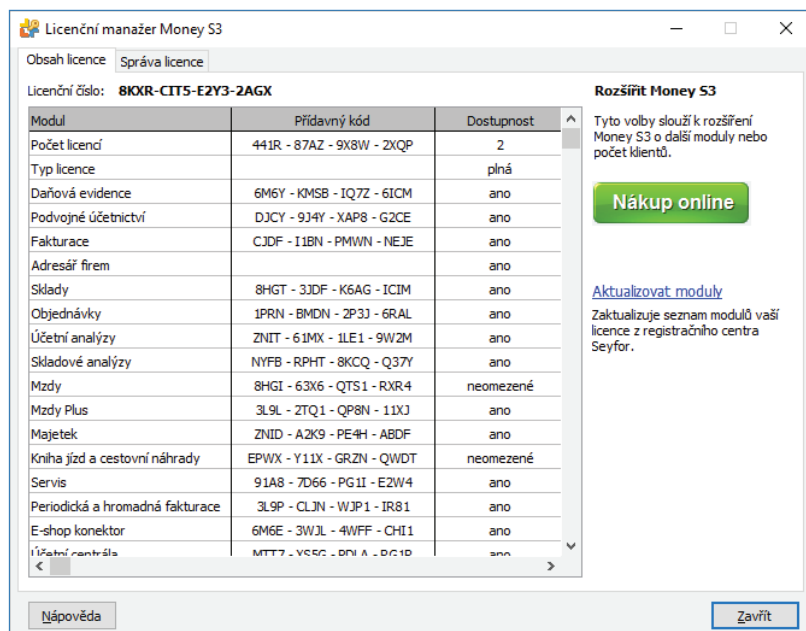 Licenční manažer Money S3
Obsah licence Správa licence
Licenční číslo: 8KXR-CIT5-E2Y3-2AGX
Modul Přídavný kód Dostupnost
Počet licencí 441R - 87AZ - 9X8W - 2XQP 2
Typ licence plná
Daňová evidence 6M6Y - KMSB - IQ7Z - 6ICM ano
Podvojné účetnictví DJCY - 9J4Y - XAP8 - G2CE ano
Fakturace CJDF - I1BN - PMWN - NEJE ano
Adresář firem ano
Sklady 8HGT - 3JDF - K6AG - ICIM ano
Objednávky 1PRN - BMDN - 2P3J - 6RAL ano
Účetní analýzy ZNIT - 61MX - 1LE1 - 9W2M ano
Skladové analýzy NYFB - RPHT - 8KCQ - Q37Y ano
Mzdy 8HGI - 63X6 - QTS1 - RXR4 neomezené
Mzdy Plus 3L9L - 2TQ1 - QP8N - 11XJ ano
Majetek ZNID - A2K9 - PE4H - ABDF ano
Kniha jízd a cestovní náhrady EPWX - Y11X - GRZN - QWDT neomezené
Servis 91A8 - 7D66 - PG1I - E2W4 ano
Periodická a hromadná fakturace 3L9P - CLJN - WJP1 - IR81 ano
E-shop konektor 6M6E - 3WJL - 4WFF - CHI1 ano
Účetní centrála MTT7 - YS5G - PDLA - PG1P ano
Rozšířit Money S3
Tyto volby slouží k rozšíření
Money S3 o další moduly nebo
počet klientů.
Nákup online
Aktualizovat moduly
Zaktualizuje seznam modulů vaší
licence z registračního centra
Seyfor.
Nápověda Zavřít